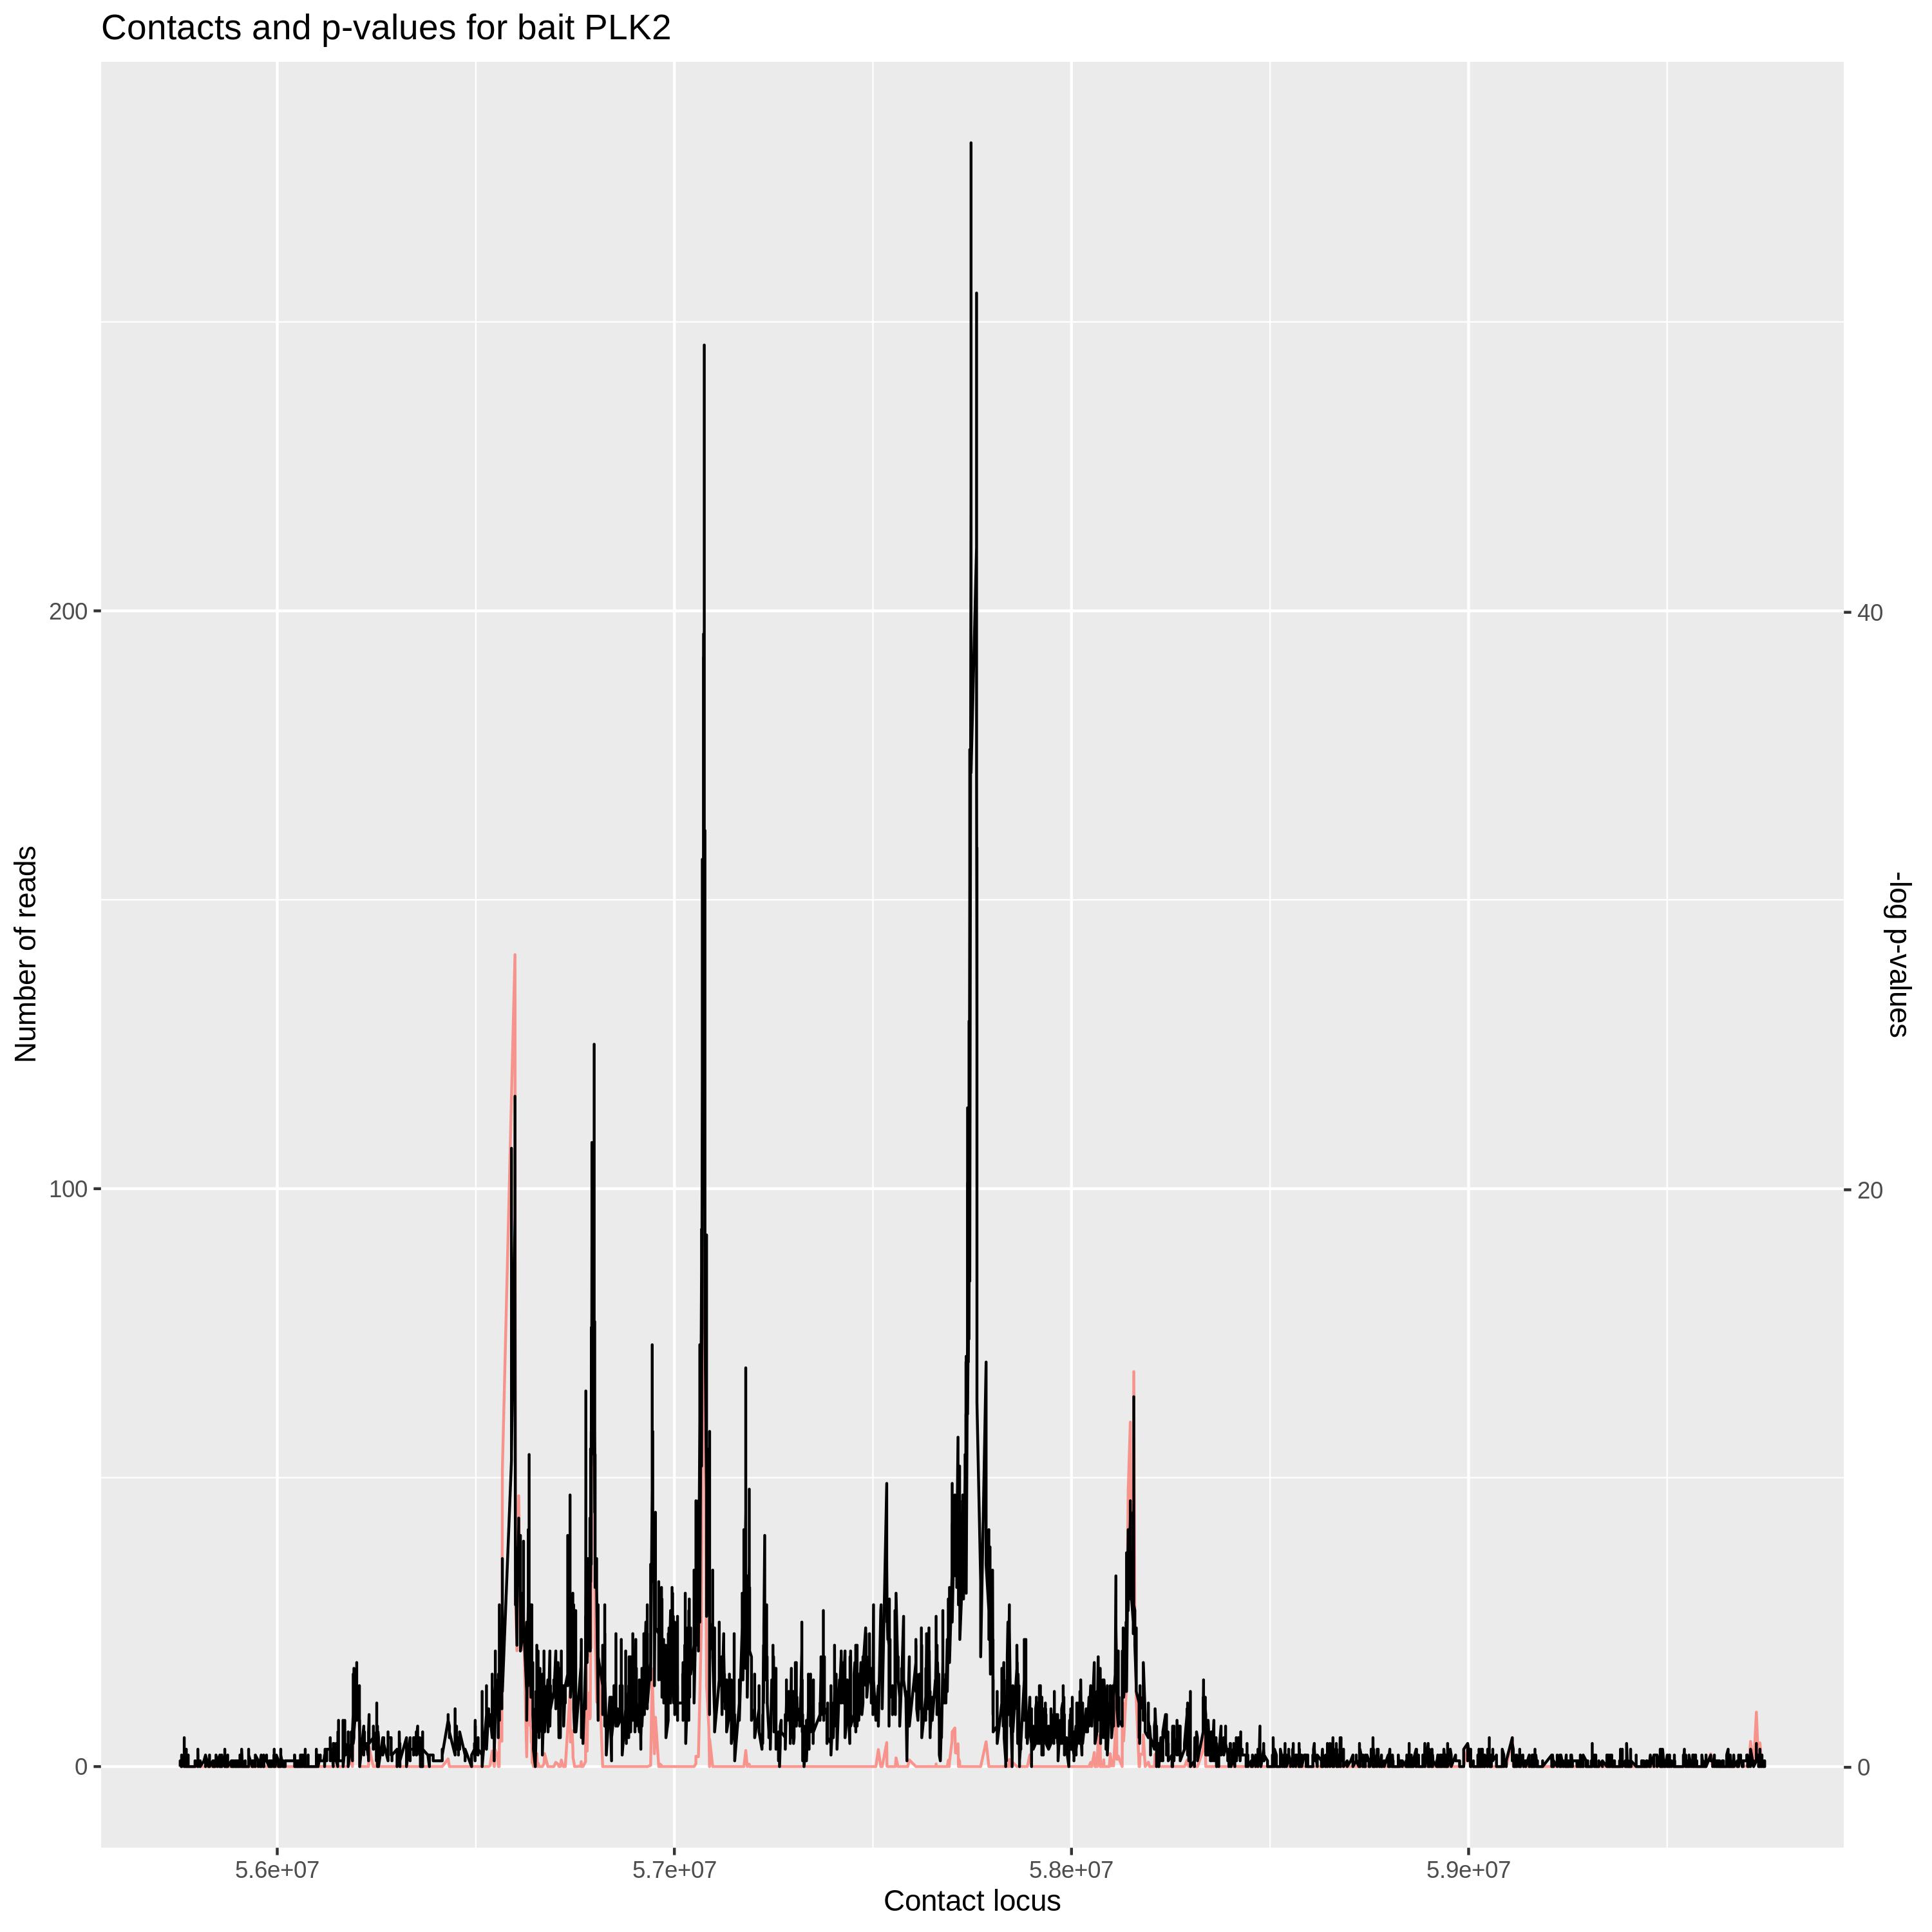 Contacts and p-values for bait PLK2
Number of reads
200
100
0
40
20
0
-log p-values
5.6e+07
5.7e+07
5.8e+07
5.9e+07
Contact locus